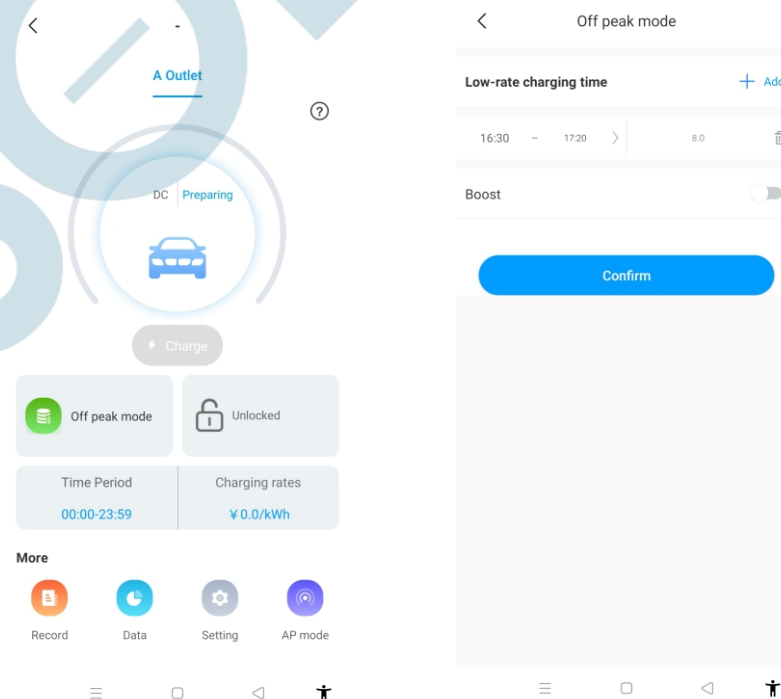 -
A Outlet
DC Preparing
Charge
Off peak mode
Unlocked
Time Period
Charging rates
00:00-23:59
￥0.0/kWh
More
Record
Data
Setting
AP mode
Off peak mode
Low-rate charging time
+ Add
16:30 – 17:20
8.0
Boost
Confirm